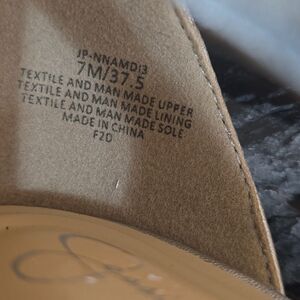 JP-NNAMDI3
7M/37.5
TEXTILE AND MAN MADE UPPER
TEXTILE AND MAN MADE LINING
TEXTILE AND MAN MADE SOLE
MADE IN CHINA
F20